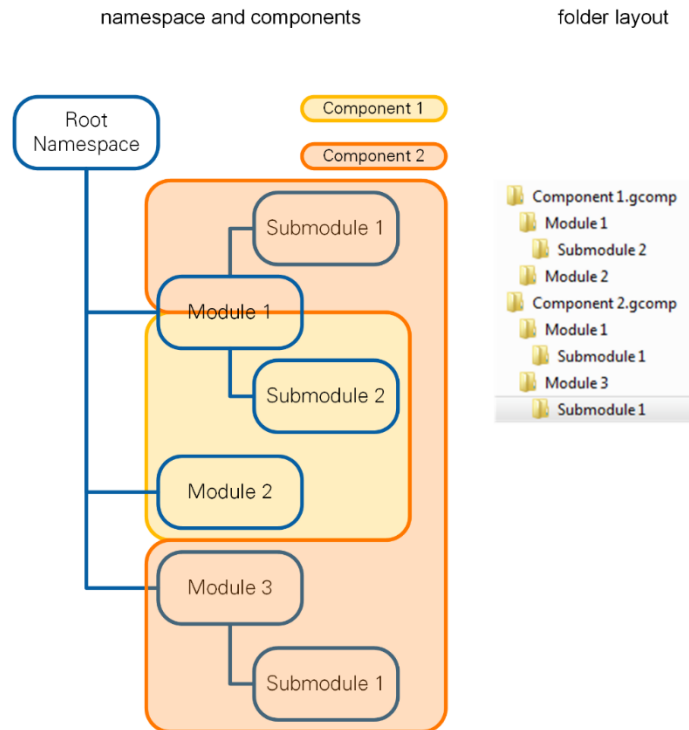 namespace and components
folder layout
Root
Namespace
Component 1
Component 2
Submodule 1
Module 1
Submodule 2
Module 2
Module 3
Submodule 1
Component 1.gcomp
Module 1
Submodule 2
Module 2
Component 2.gcomp
Module 1
Submodule 1
Module 3
Submodule 1